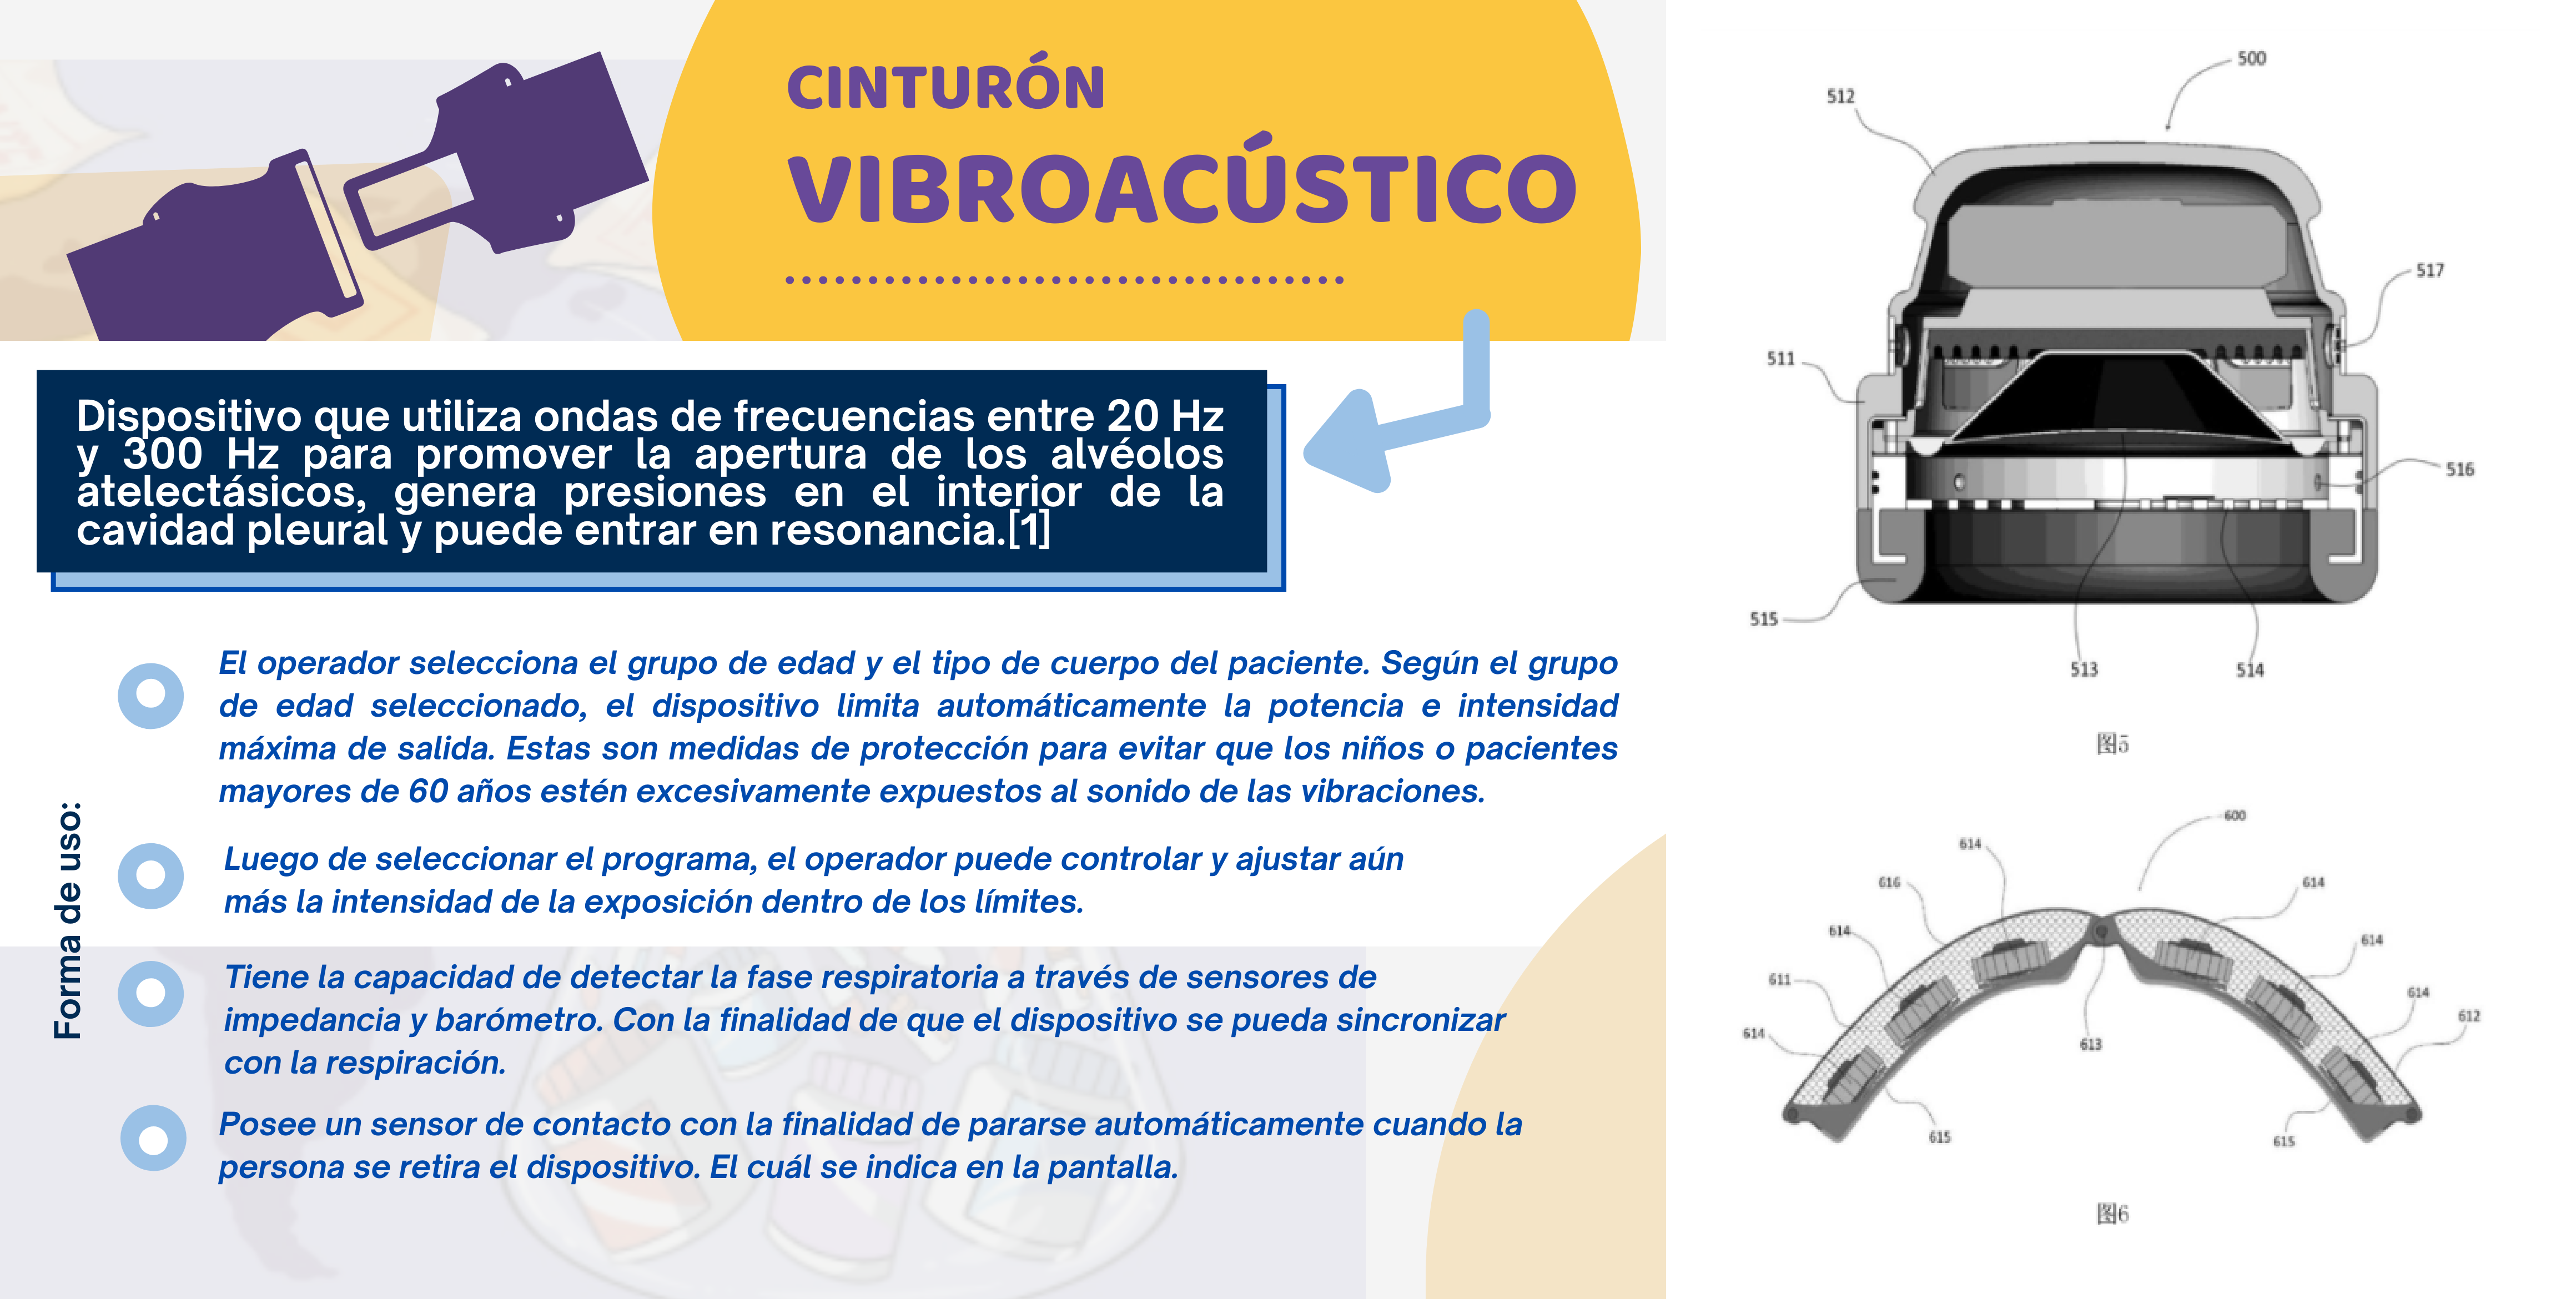 CINTURÓN
VIBROACÚSTICO
Dispositivo que utiliza ondas de frecuencias entre 20 Hz
y 300 Hz para promover la apertura de los alvéolos
atelectásicos, genera presiones en el interior de la
cavidad pleural y puede entrar en resonancia.[1]
Forma de uso:
El operador selecciona el grupo de edad y el tipo de cuerpo del paciente. Según el grupo
de edad seleccionado, el dispositivo limita automáticamente la potencia e intensidad
máxima de salida. Estas son medidas de protección para evitar que los niños o pacientes
mayores de 60 años estén excesivamente expuestos al sonido de las vibraciones.
Luego de seleccionar el programa, el operador puede controlar y ajustar aún
más la intensidad de la exposición dentro de los límites.
Tiene la capacidad de detectar la fase respiratoria a través de sensores de
impedancia y barómetro. Con la finalidad de que el dispositivo se pueda sincronizar
con la respiración.
Posee un sensor de contacto con la finalidad de pararse automáticamente cuando la
persona se retira el dispositivo. El cuál se indica en la pantalla.
500
512
517
511
516
515
513
514
图5
600
614
616
614
614
614
611
614
612
614
613
615
615
图6